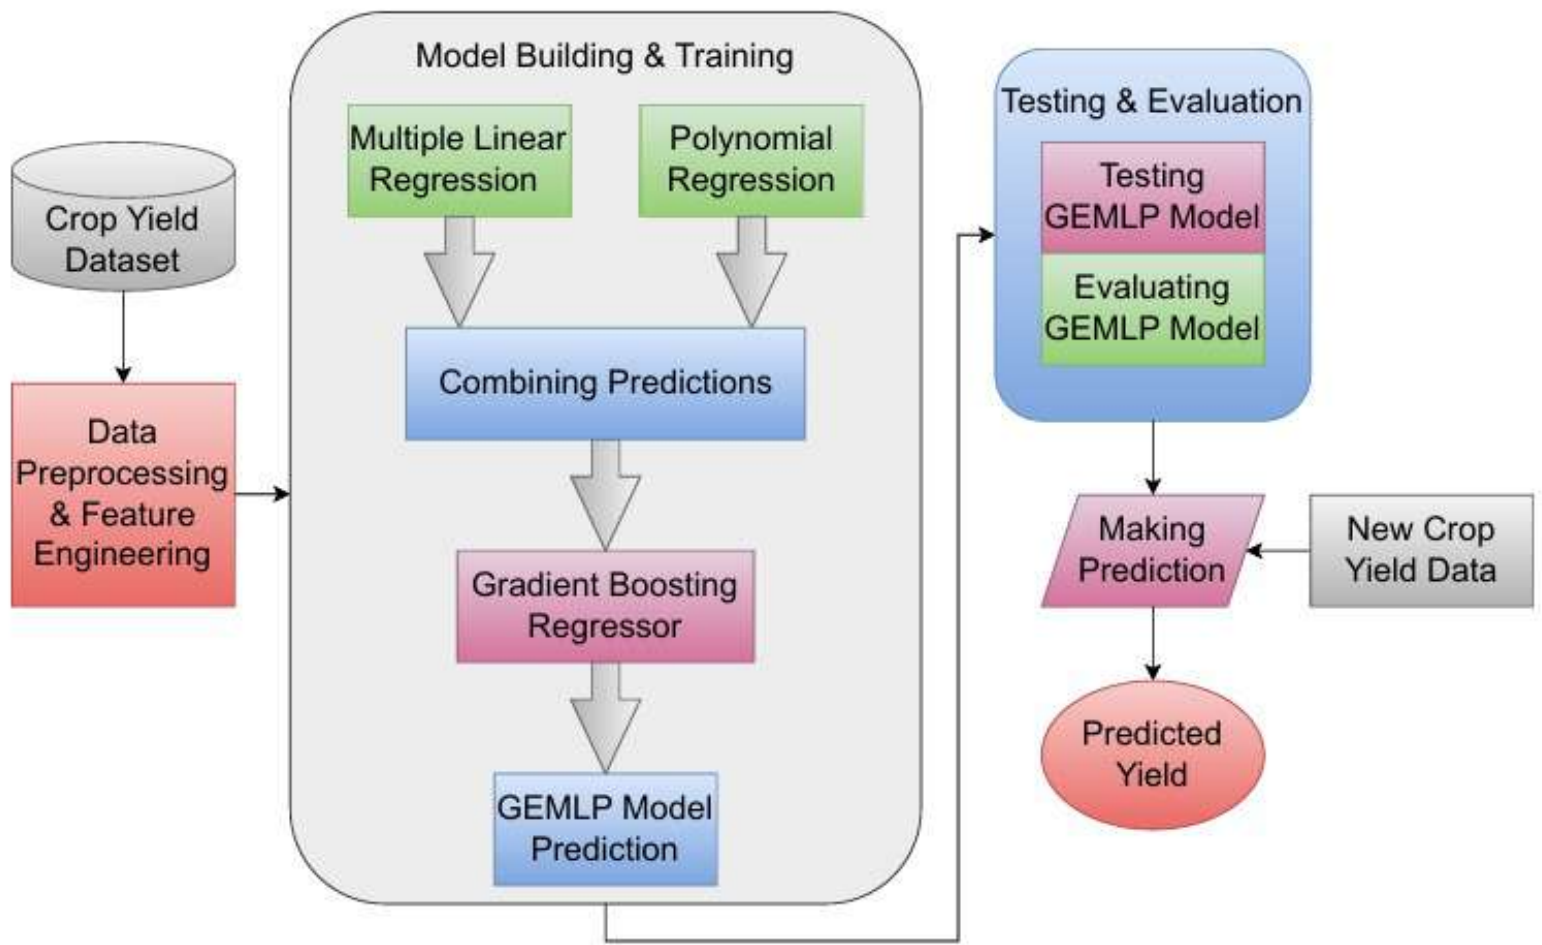 Model Building & Training
Multiple Linear
Regression
Polynomial
Regression
Combining Predictions
Gradient Boosting
Regressor
GEMLP Model
Prediction
Crop Yield
Dataset
Data
Preprocessing
& Feature
Engineering
Testing & Evaluation
Testing
GEMLP Model
Evaluating
GEMLP Model
Making
Prediction
New Crop
Yield Data
Predicted
Yield